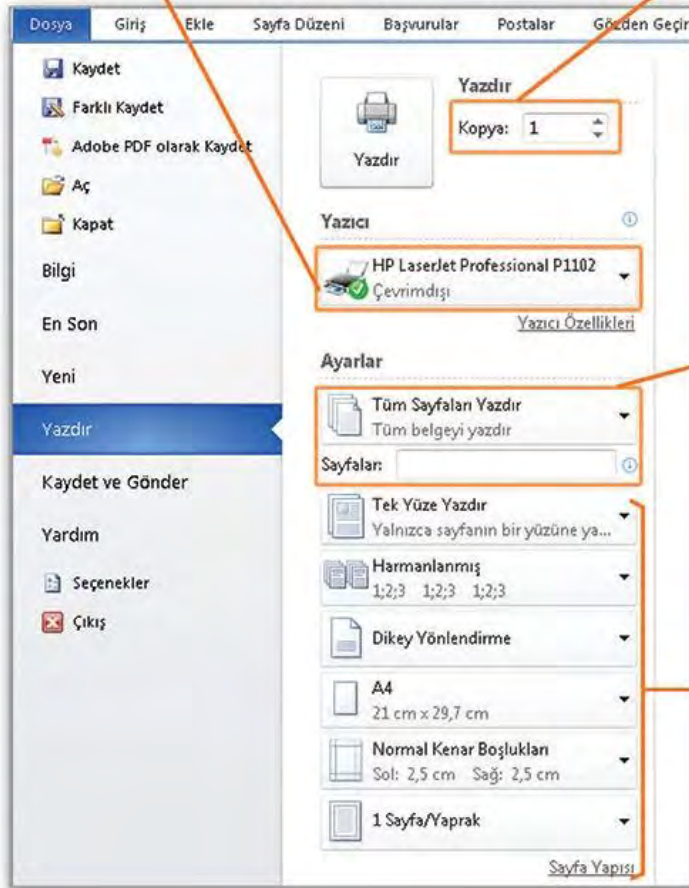 Dosya Giriş Ekle Sayfa Düzeni Başvurular Postalar Gözden Geçir
Kaydet
Farklı Kaydet
Adobe PDF olarak Kaydet
Aç
Kapat
Bilgi
En Son
Yeni
Yazdır
Kaydet ve Gönder
Yardım
Seçenekler
Çıkış
Yazdır
Yazdır
Kopya: 1
Yazıcı
HP LaserJet Professional P1102
Çevrimdışı
Yazıcı Özellikleri
Ayarlar
Tüm Sayfaları Yazdır
Tüm belgeyi yazdır
Sayfalar:
Tek Yüze Yazdır
Yalnızca sayfanın bir yüzüne ya...
Harmanlanmış
1;2;3 1;2;3 1;2;3
Dikey Yönlendirme
A4
21 cm x 29,7 cm
Normal Kenar Boşlukları
Sol: 2,5 cm Sağ: 2,5 cm
1 Sayfa/Yaprak
Sayfa Yapısı